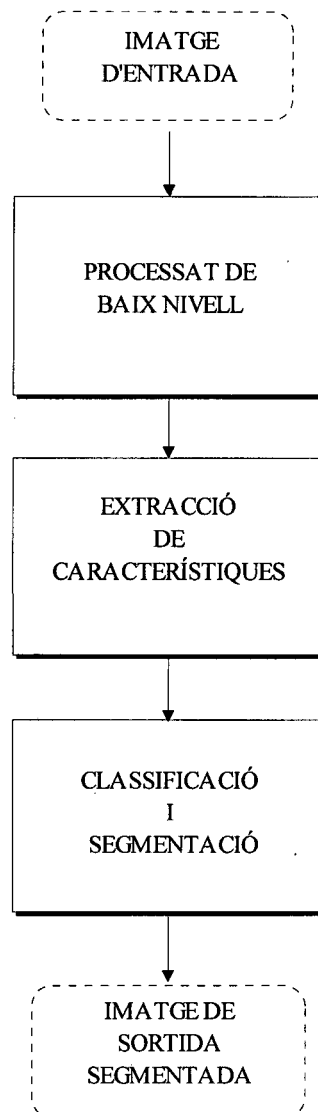 IMATGE
D'ENTRADA
PROCESSAT DE
BAIX NIVELL
EXTRACCIÓ
DE
CARACTERÍSTIQUES
CLASSIFICACIÓ
I
SEGMENTACIÓ
IMATGE DE
SORTIDA
SEGMENTADA